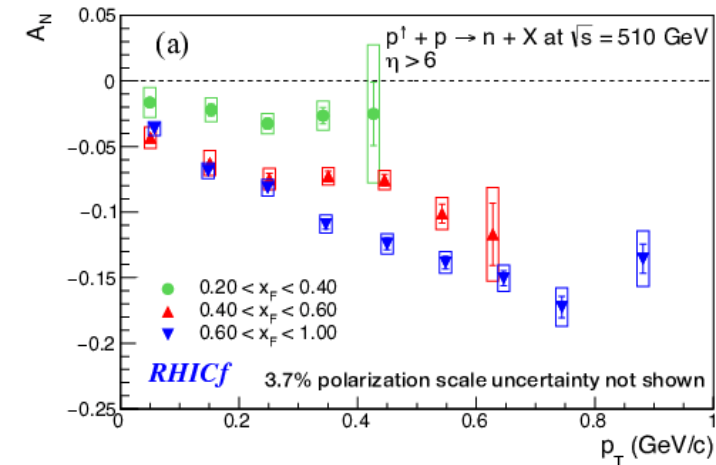 A_N
0.05
0
−0.05
−0.1
−0.15
−0.2
−0.25
(a)
p↑ + p → n + X at √s = 510 GeV
η > 6
0.20 < x_F < 0.40
0.40 < x_F < 0.60
0.60 < x_F < 1.00
RHICf
3.7% polarization scale uncertainty not shown
0 0.2 0.4 0.6 0.8 1
p_T (GeV/c)